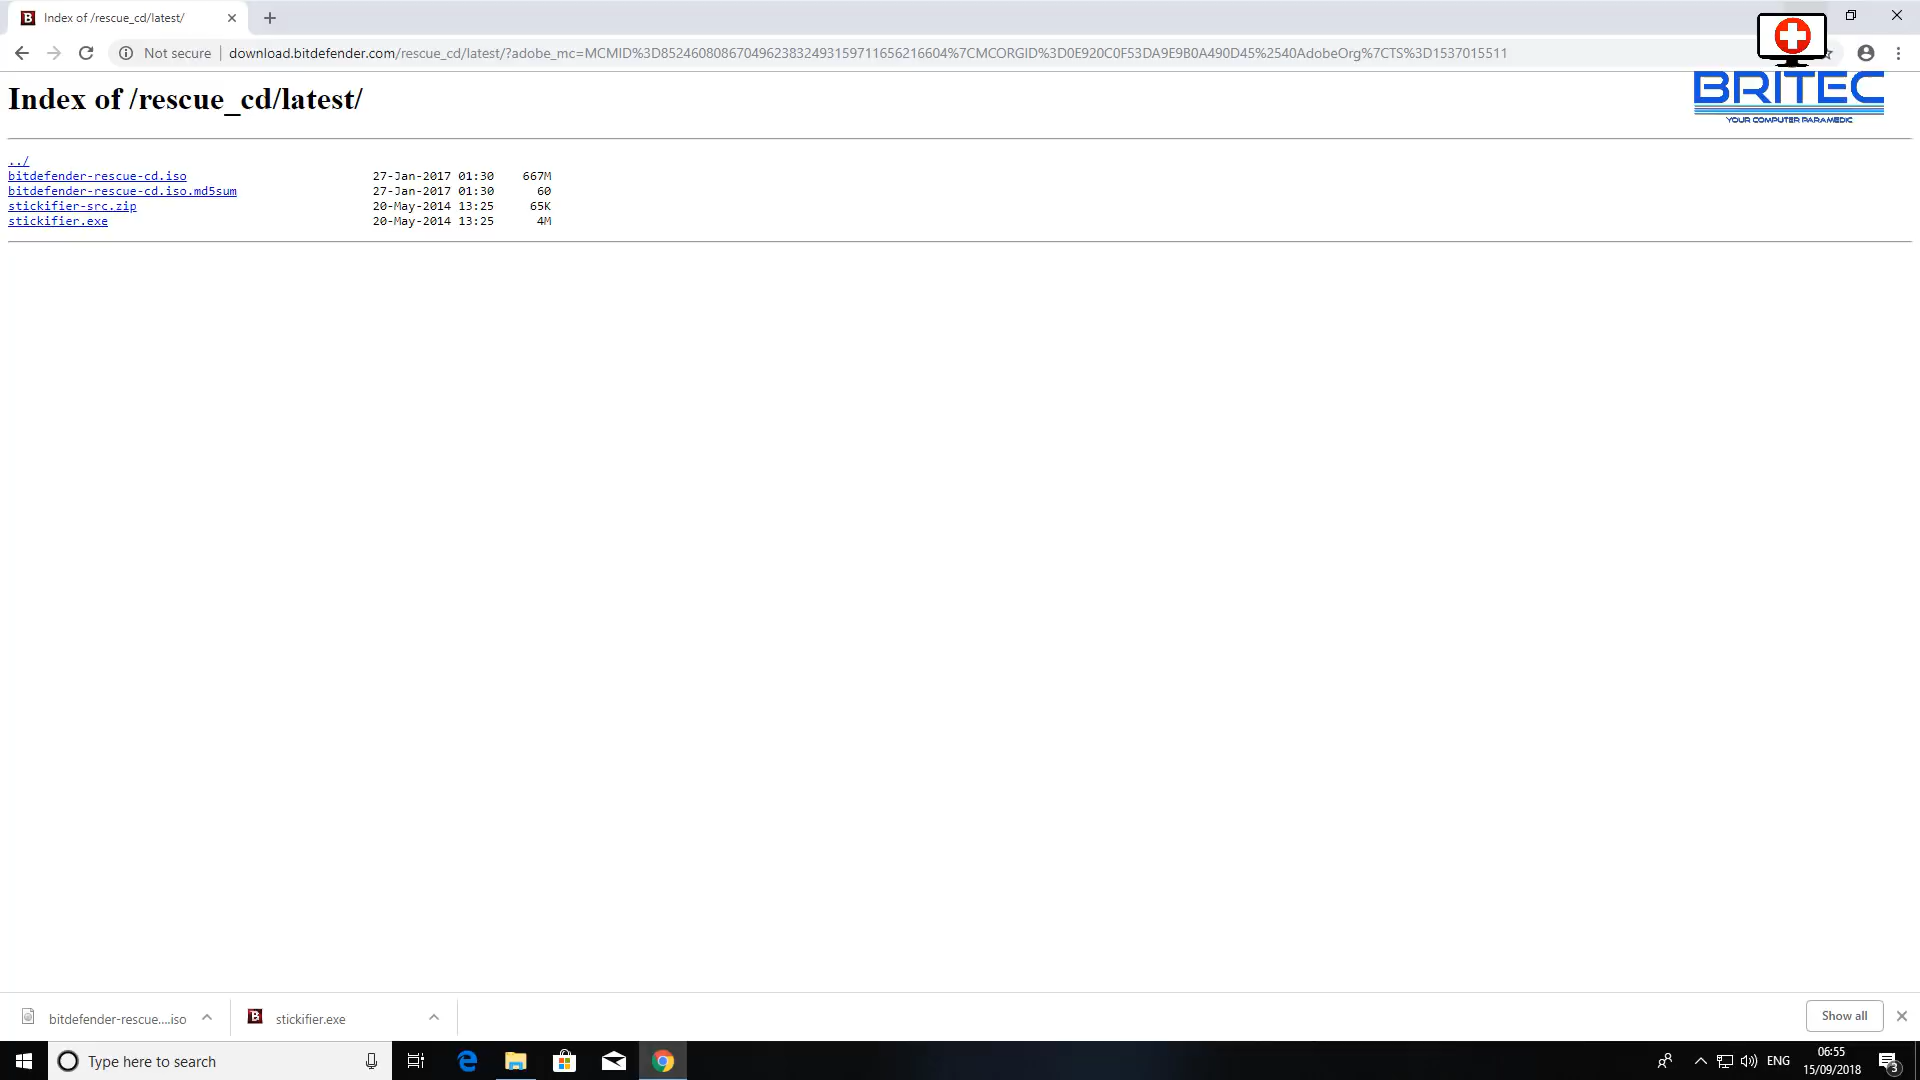 Index of /rescue_cd/latest/
Not secure
download.bitdefender.com/rescue_cd/latest/?adobe_mc=MCMID%3D85246080867049623832493159711656216604%7CMCORGID%3D0E920C0F53DA9E9B0A490D45%2540AdobeOrg%7CTS%3D1537015511
Index of /rescue_cd/latest/
BRITEC
YOUR COMPUTER PARAMEDIC
../
bitdefender-rescue-cd.iso 27-Jan-2017 01:30 667M
bitdefender-rescue-cd.iso.md5sum 27-Jan-2017 01:30 60
stickifier-src.zip 20-May-2014 13:25 65K
stickifier.exe 20-May-2014 13:25 4M
bitdefender-rescue....iso
stickifier.exe
Show all
Type here to search
ENG
06:55
15/09/2018
3